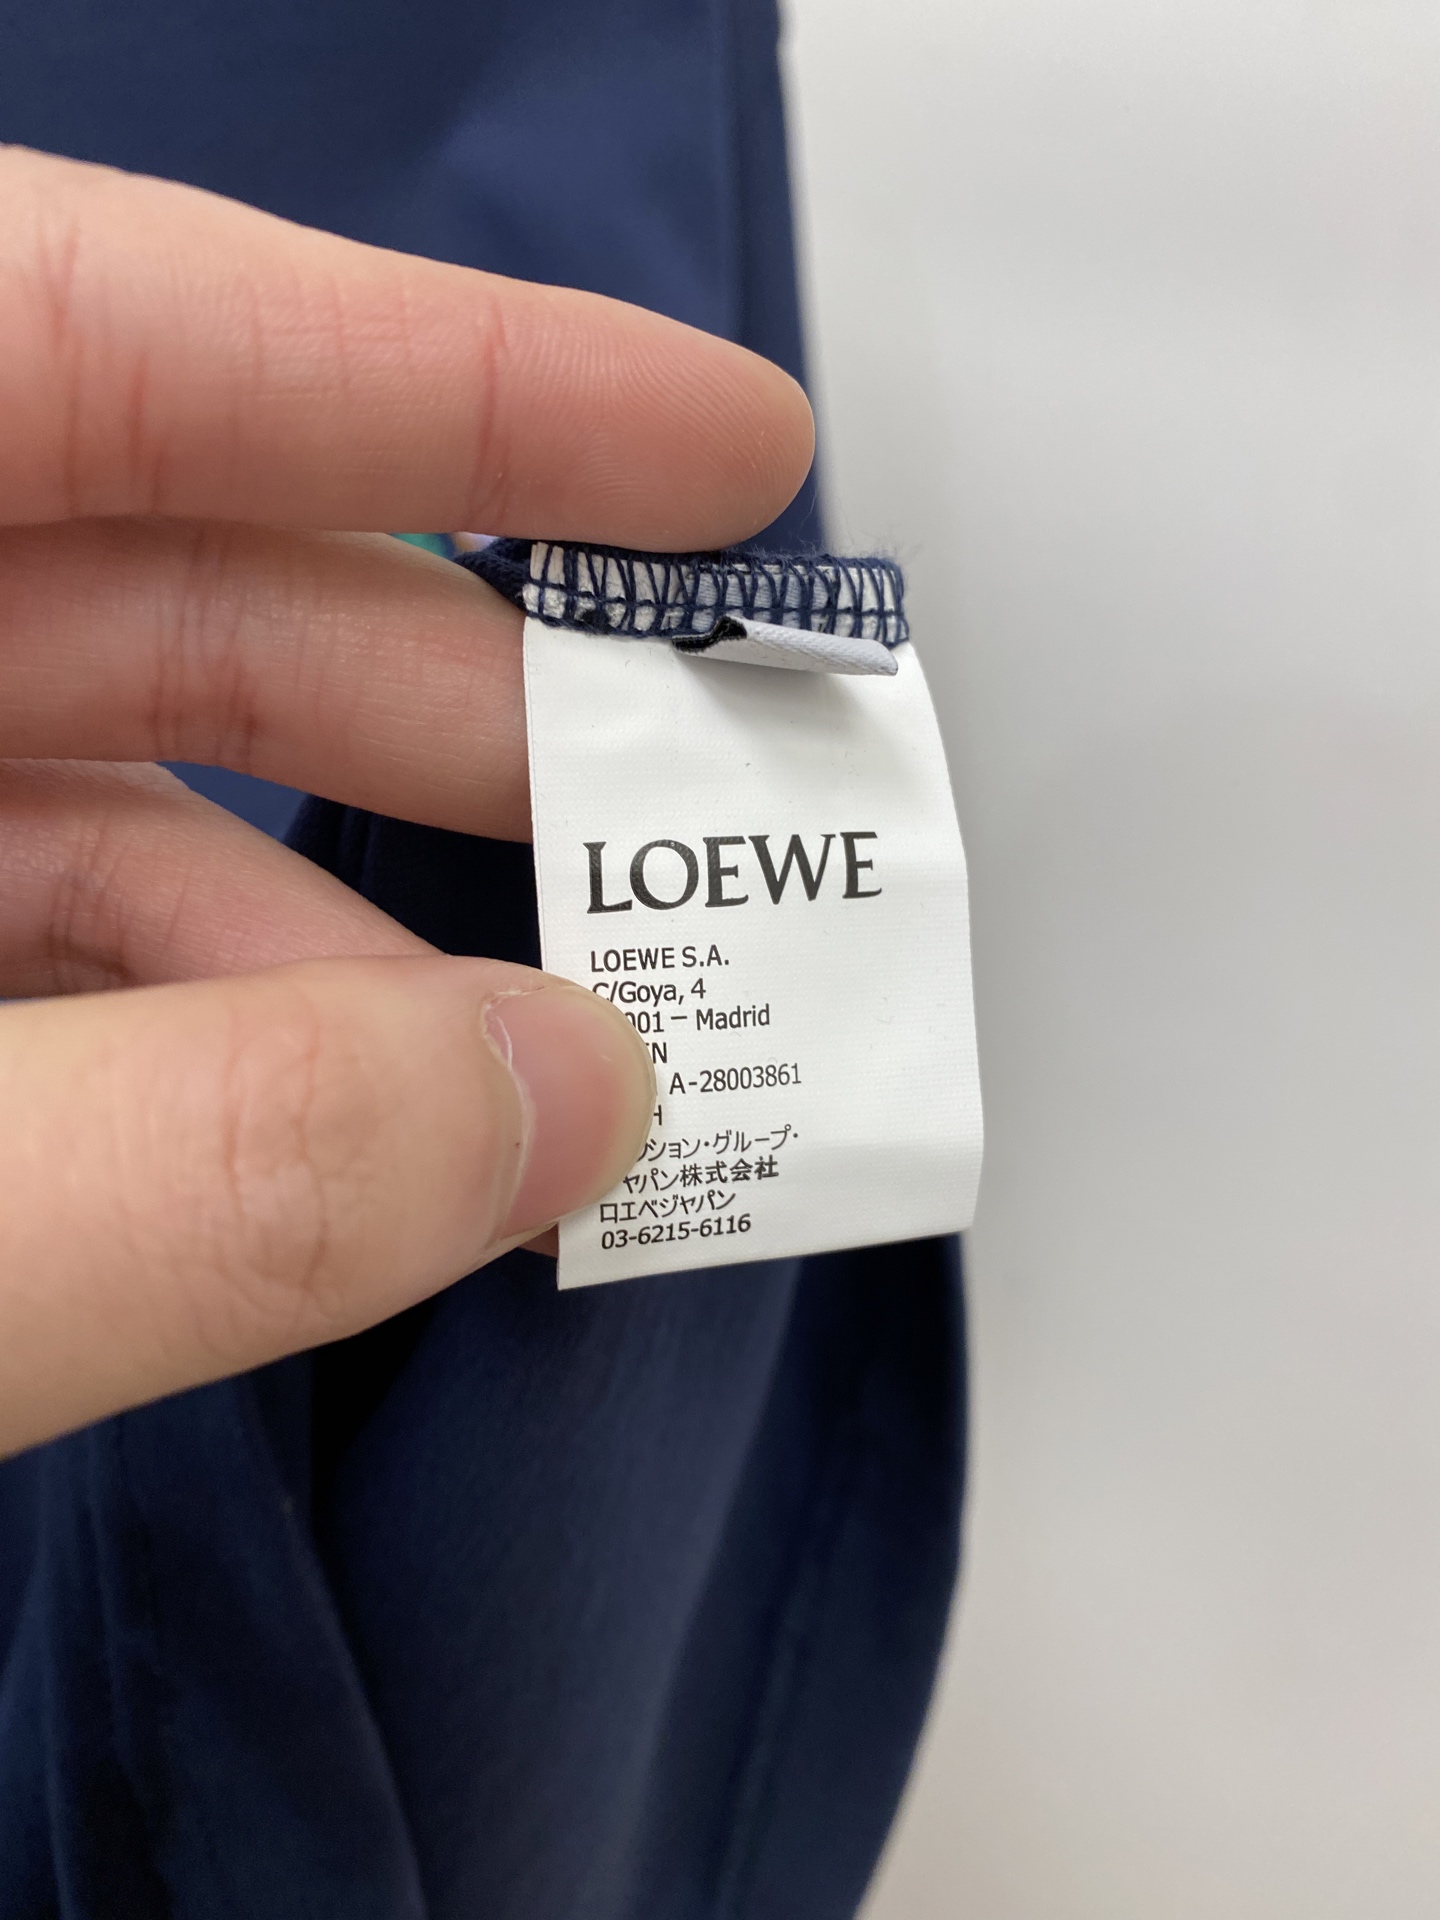 LOEWE
LOEWE S.A.
C/Goya, 4
001 – Madrid
EN
A-28003861
H
ション・グループ・
ャパン株式会社
ロエベジャパン
03-6215-6116